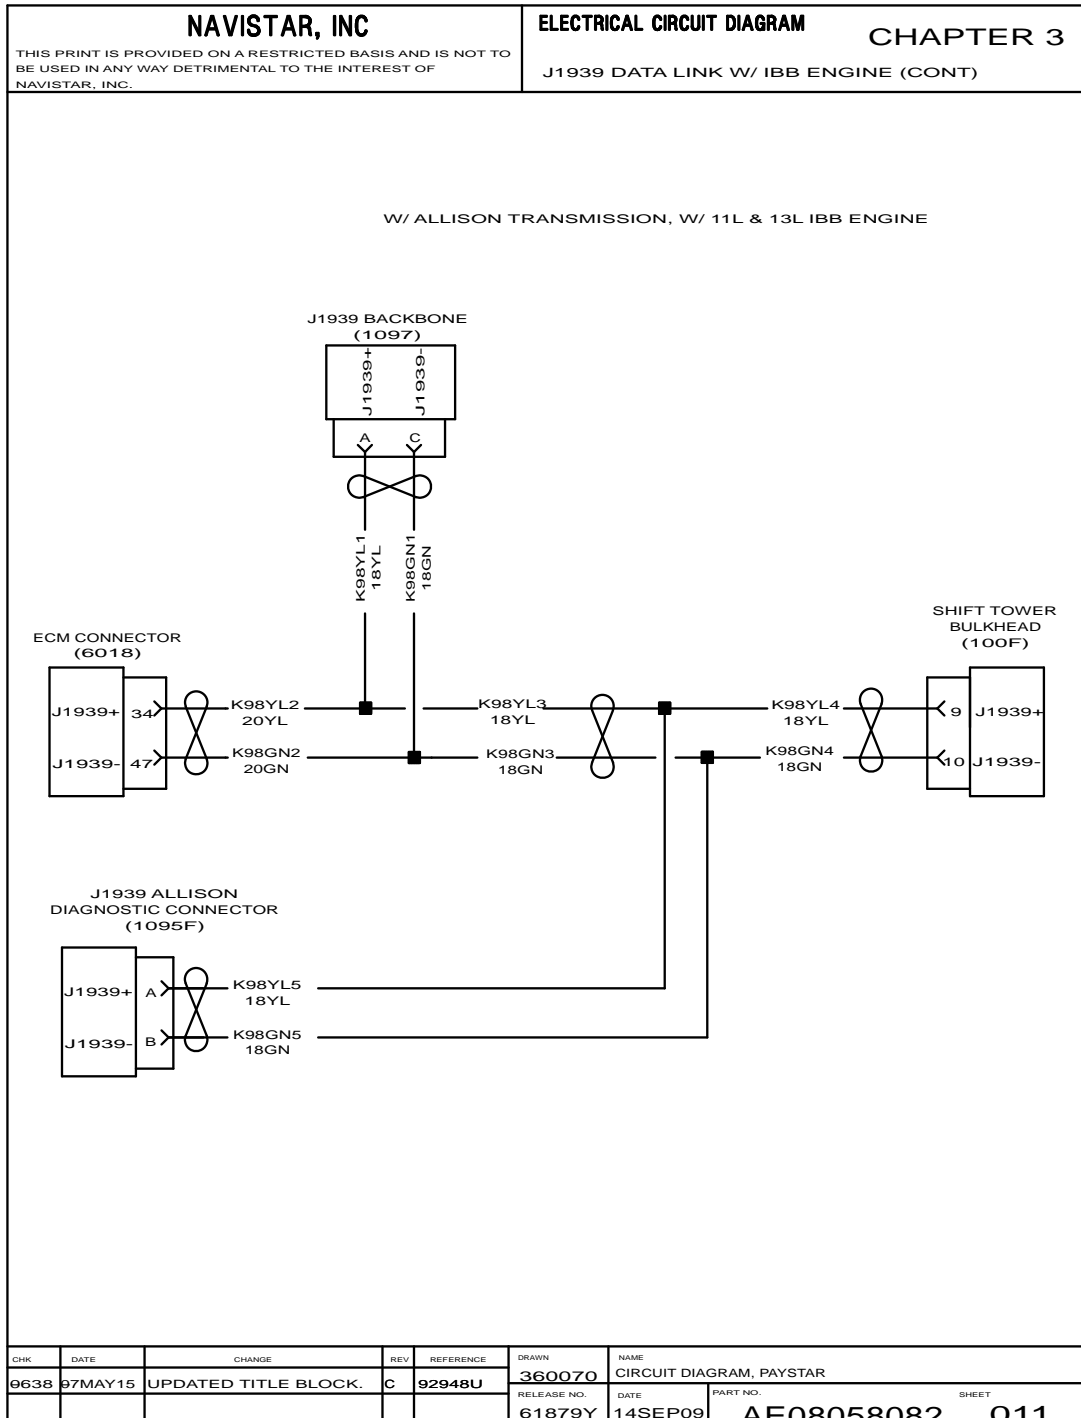 NAVISTAR, INC
THIS PRINT IS PROVIDED ON A RESTRICTED BASIS AND IS NOT TO
BE USED IN ANY WAY DETRIMENTAL TO THE INTEREST OF
NAVISTAR, INC.
ELECTRICAL CIRCUIT DIAGRAM
CHAPTER 3
J1939 DATA LINK W/ IBB ENGINE (CONT)
W/ ALLISON TRANSMISSION, W/ 11L & 13L IBB ENGINE
J1939 BACKBONE
(1097)
J1939+
J1939-
A
C
K98YL1
18YL
K98GN1
18GN
ECM CONNECTOR
(6018)
J1939+
34
J1939-
47
K98YL2
20YL
K98GN2
20GN
K98YL3
18YL
K98GN3
18GN
K98YL4
18YL
K98GN4
18GN
SHIFT TOWER
BULKHEAD
(100F)
9
J1939+
10
J1939-
J1939 ALLISON
DIAGNOSTIC CONNECTOR
(1095F)
J1939+
A
J1939-
B
K98YL5
18YL
K98GN5
18GN
CHK
DATE
CHANGE
REV
REFERENCE
9638
07MAY15
UPDATED TITLE BLOCK.
C
92948U
DRAWN
360070
NAME
CIRCUIT DIAGRAM, PAYSTAR
RELEASE NO.
61879Y
DATE
14SEP09
PART NO.
AE08058082
SHEET
011